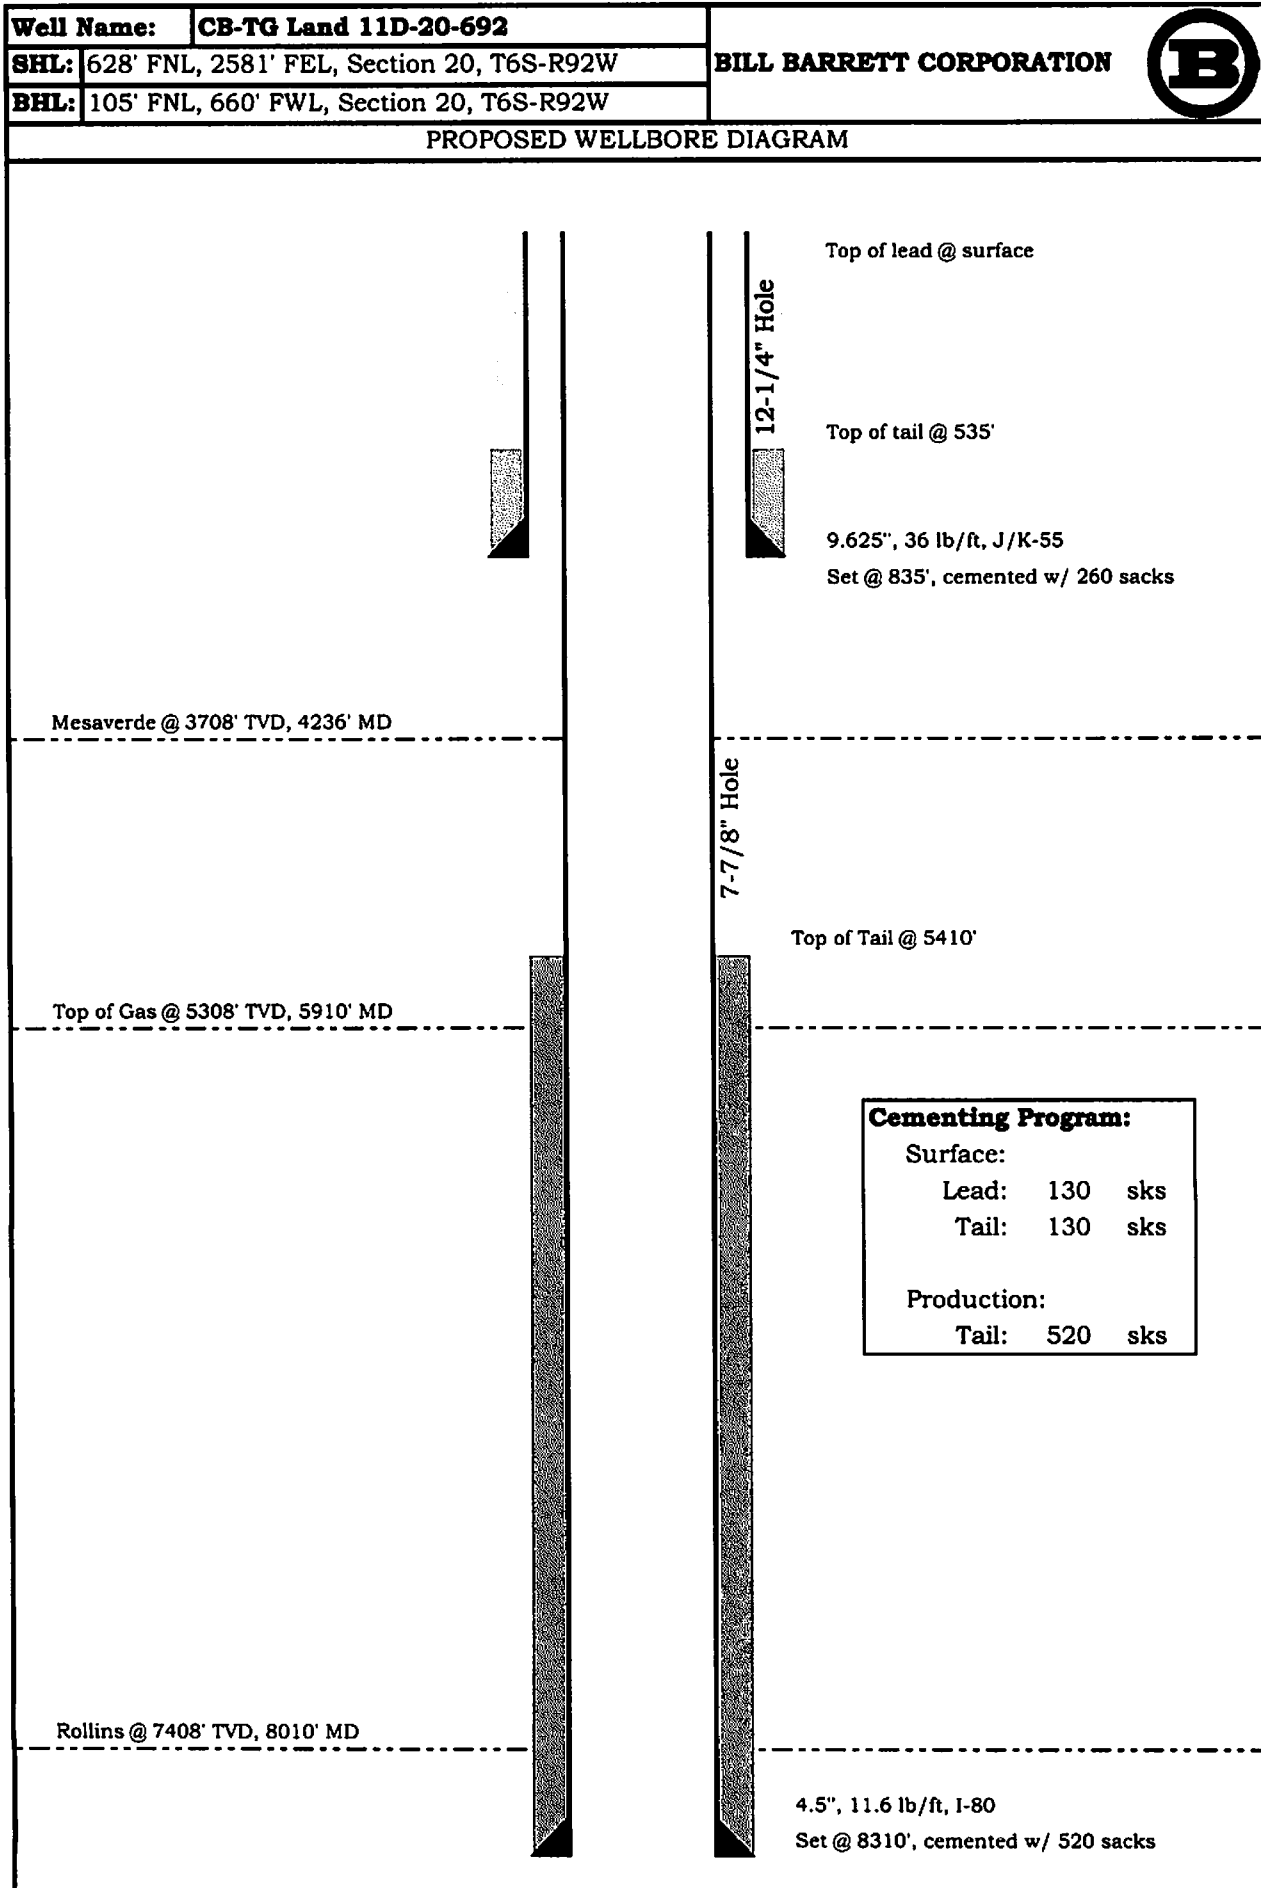 Well Name: CB-TG Land 11D-20-692
SHL: 628' FNL, 2581' FEL, Section 20, T6S-R92W
BHL: 105' FNL, 660' FWL, Section 20, T6S-R92W
BILL BARRETT CORPORATION
B
PROPOSED WELLBORE DIAGRAM
Top of lead @ surface
12-1/4" Hole
Top of tail @ 535'
9.625", 36 lb/ft, J/K-55
Set @ 835', cemented w/ 260 sacks
Mesaverde @ 3708' TVD, 4236' MD
7-7/8" Hole
Top of Tail @ 5410'
Top of Gas @ 5308' TVD, 5910' MD
Cementing Program:
Surface:
Lead: 130 sks
Tail: 130 sks
Production:
Tail: 520 sks
Rollins @ 7408' TVD, 8010' MD
4.5", 11.6 lb/ft, I-80
Set @ 8310', cemented w/ 520 sacks